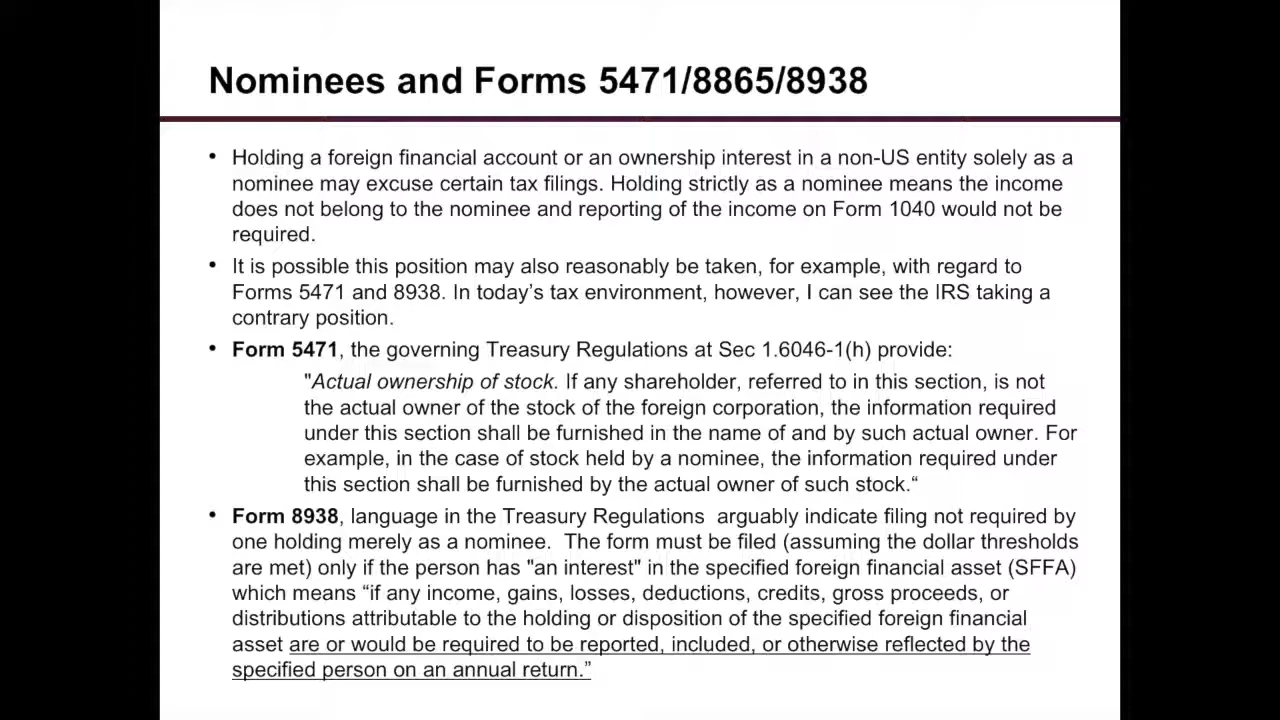 Nominees and Forms 5471/8865/8938
• Holding a foreign financial account or an ownership interest in a non-US entity solely as a
nominee may excuse certain tax filings. Holding strictly as a nominee means the income
does not belong to the nominee and reporting of the income on Form 1040 would not be
required.
• It is possible this position may also reasonably be taken, for example, with regard to
Forms 5471 and 8938. In today’s tax environment, however, I can see the IRS taking a
contrary position.
• Form 5471, the governing Treasury Regulations at Sec 1.6046-1(h) provide:
"Actual ownership of stock. If any shareholder, referred to in this section, is not
the actual owner of the stock of the foreign corporation, the information required
under this section shall be furnished in the name of and by such actual owner. For
example, in the case of stock held by a nominee, the information required under
this section shall be furnished by the actual owner of such stock.“
• Form 8938, language in the Treasury Regulations  arguably indicate filing not required by
one holding merely as a nominee.  The form must be filed (assuming the dollar thresholds
are met) only if the person has "an interest" in the specified foreign financial asset (SFFA)
which means “if any income, gains, losses, deductions, credits, gross proceeds, or
distributions attributable to the holding or disposition of the specified foreign financial
asset are or would be required to be reported, included, or otherwise reflected by the
specified person on an annual return.”